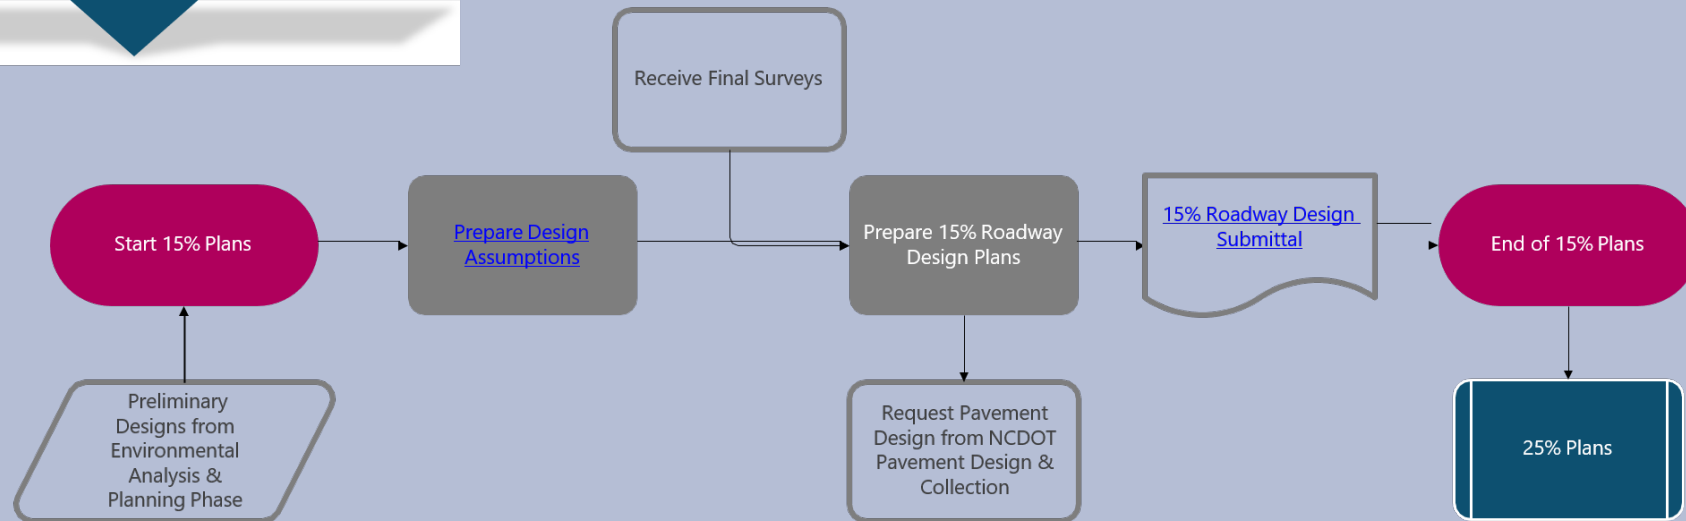 Receive Final Surveys
Start 15% Plans
Prepare Design
Assumptions
Prepare 15% Roadway
Design Plans
15% Roadway Design
Submittal
End of 15% Plans
Preliminary
Designs from
Environmental
Analysis &
Planning Phase
Request Pavement
Design from NCDOT
Pavement Design &
Collection
25% Plans